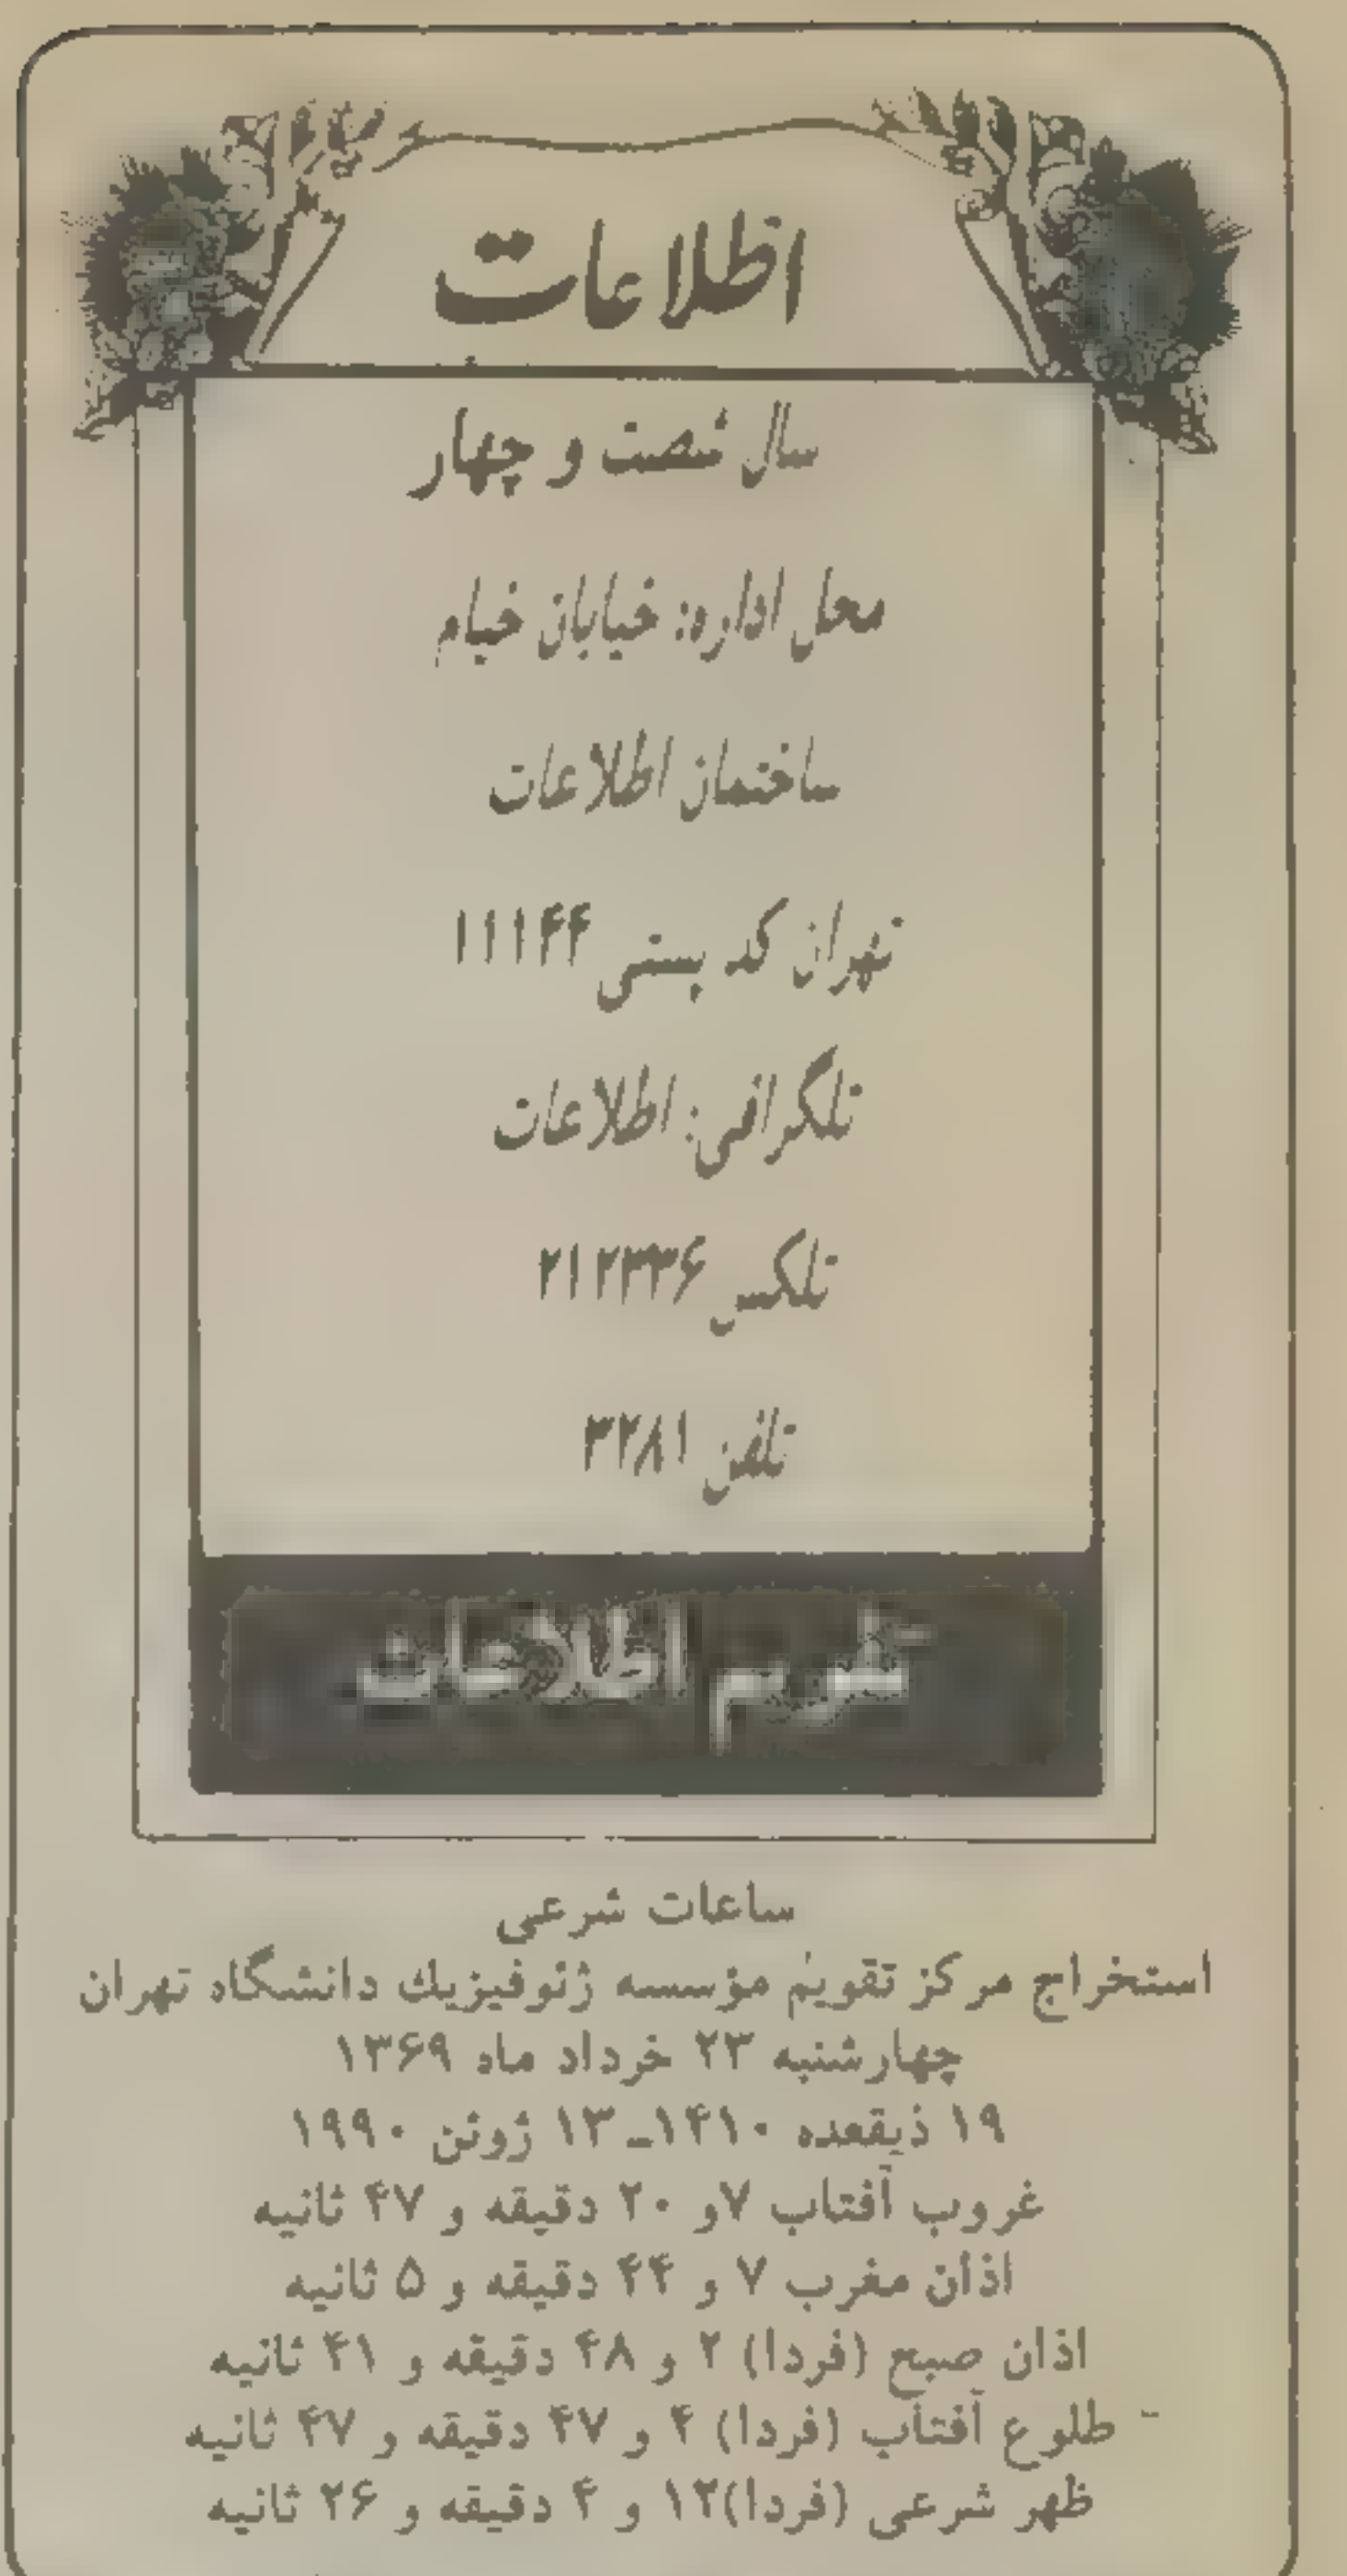 اطلاعات
سال شصت و چهار
محل اداره: خیابان خیام
ساختمان اطلاعات
تهران کد پستی ۱۱۱۴۴
تلگرافی: اطلاعات
تلکس ۲۱۲۳۳۶
تلفن ۳۲۸۱
اطلاعات
ساعات شرعی
استخراج مرکز تقویم مؤسسه ژئوفیزیك دانشگاه تهران
چهارشنبه ۲۳ خرداد ماه ۱۳۶۹
۱۹ ذیقعده ۱۴۱۰ـ ۱۳ ژوئن ۱۹۹۰
غروب آفتاب ۷و ۲۰ دقیقه و ۴۷ ثانیه
اذان مغرب ۷ و ۴۴ دقیقه و ۵ ثانیه
اذان صبح (فردا) ۲ و ۴۸ دقیقه و ۴۱ ثانیه
طلوع آفتاب (فردا) ۴ و ۴۷ دقیقه و ۴۷ ثانیه
ظهر شرعی (فردا)۱۲ و ۴ دقیقه و ۲۶ ثانیه